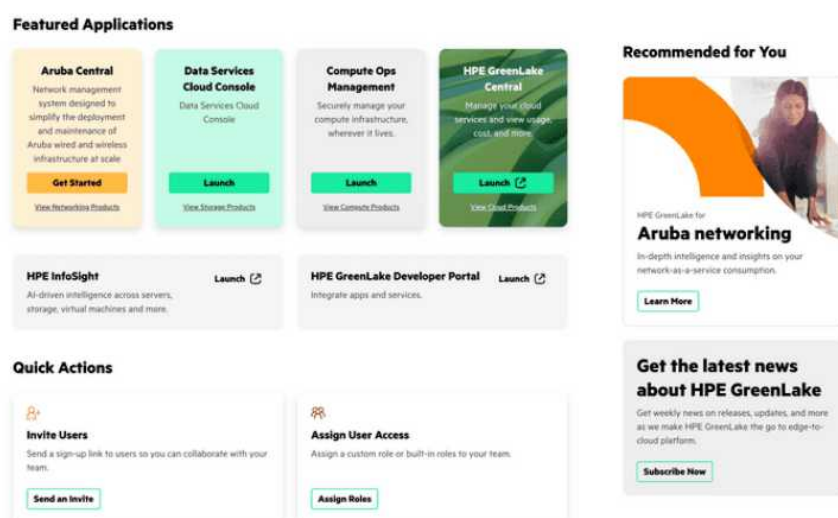 Featured Applications
Aruba Central
Network management
system designed to
simplify the deployment
and maintenance of
Aruba wired and wireless
infrastructure at scale
Get Started
View Networking Products
Data Services
Cloud Console
Data Services Cloud
Console
Launch
View Storage Products
Compute Ops
Management
Securely manage your
compute infrastructure,
wherever it lives.
Launch
View Compute Products
HPE GreenLake
Central
Manage your cloud
services and view usage,
cost, and more.
Launch
View Cloud Products
HPE InfoSight
Launch
AI-driven intelligence across servers,
storage, virtual machines and more.
HPE GreenLake Developer Portal
Launch
Integrate apps and services.
Quick Actions
Invite Users
Send a sign-up link to users so you can collaborate with your
team.
Send an Invite
Assign User Access
Assign a custom role or built-in roles to your team.
Assign Roles
Recommended for You
HPE GreenLake for
Aruba networking
In-depth intelligence and insights on your
network-as-a-service consumption.
Learn More
Get the latest news
about HPE GreenLake
Get weekly news on releases, updates, and more
as we make HPE GreenLake the go to edge-to-
cloud platform.
Subscribe Now